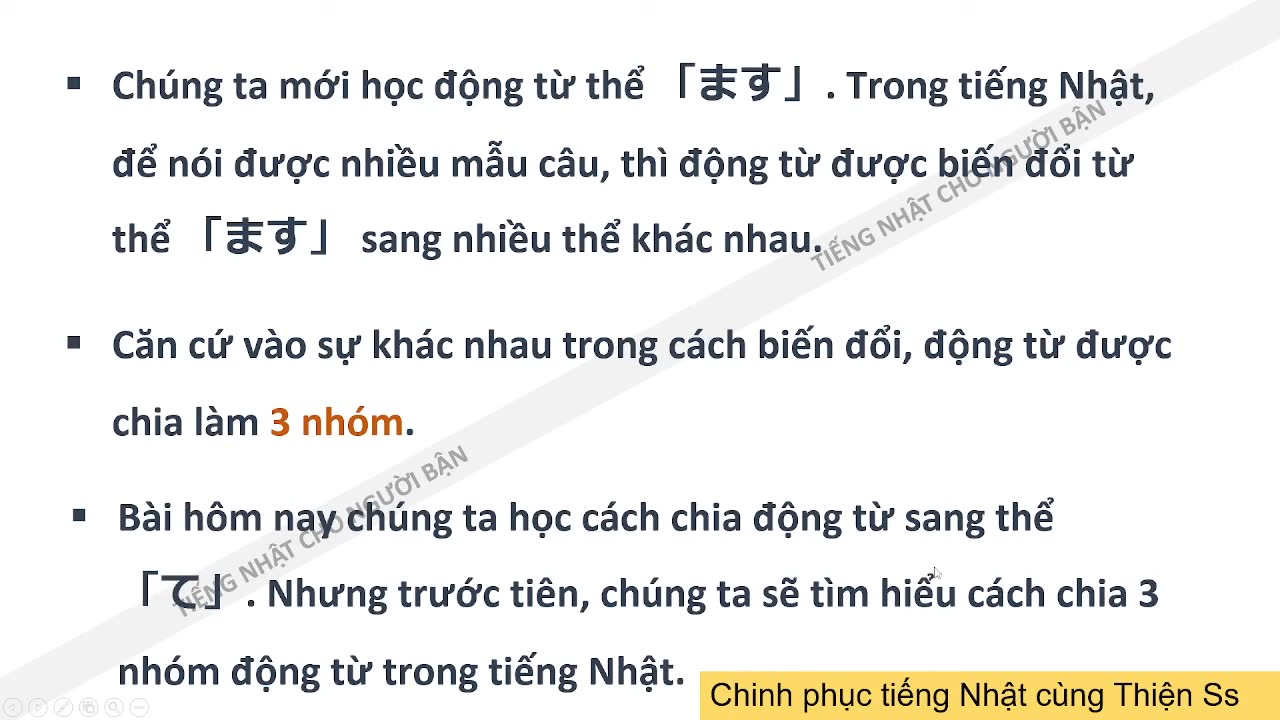 ▪ Chúng ta mới học động từ thể 「ます」. Trong tiếng Nhật,
để nói được nhiều mẫu câu, thì động từ được biến đổi từ
thể 「ます」 sang nhiều thể khác nhau.
TIẾNG NHẬT CHO NGƯỜI BẬN
▪ Căn cứ vào sự khác nhau trong cách biến đổi, động từ được
chia làm 3 nhóm.
TIẾNG NHẬT CHO NGƯỜI BẬN
▪ Bài hôm nay chúng ta học cách chia động từ sang thể
「て」. Nhưng trước tiên, chúng ta sẽ tìm hiểu cách chia 3
nhóm động từ trong tiếng Nhật.
Chinh phục tiếng Nhật cùng Thiện Ss